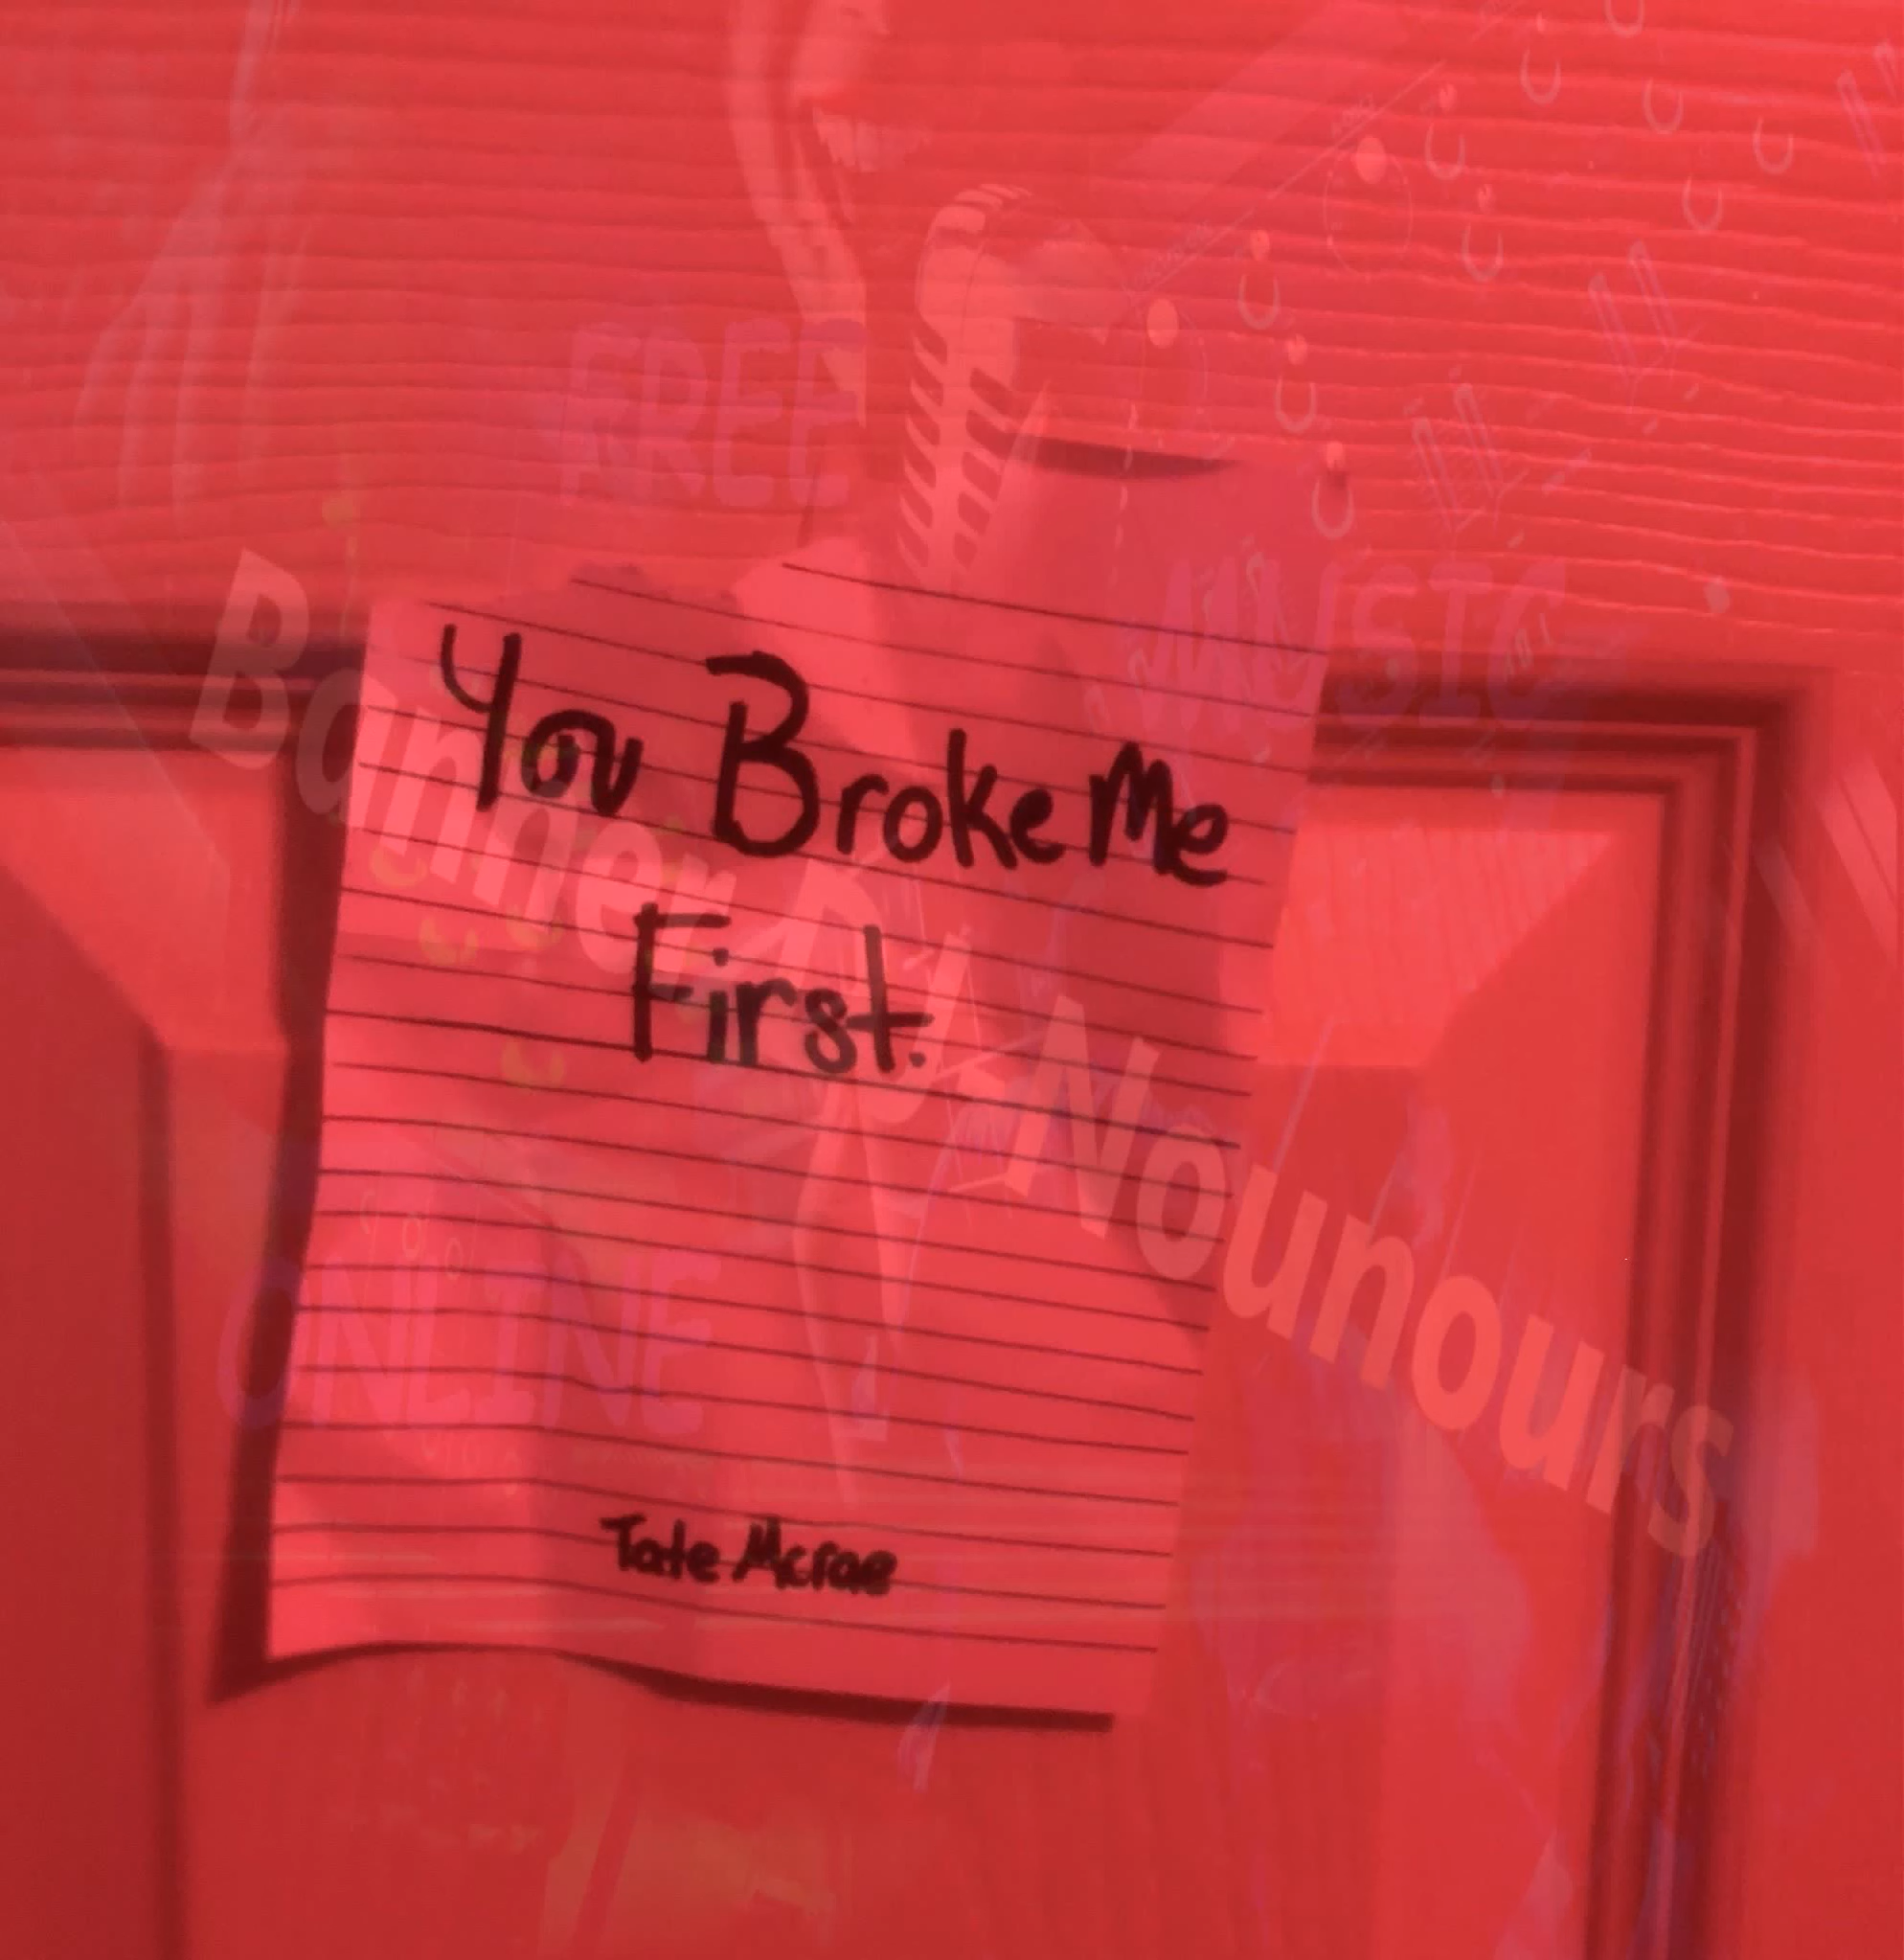 FREE
MUSIC
You Broke Me
First.
Banner DJ Nounours
ONLINE
Tate Mcrae